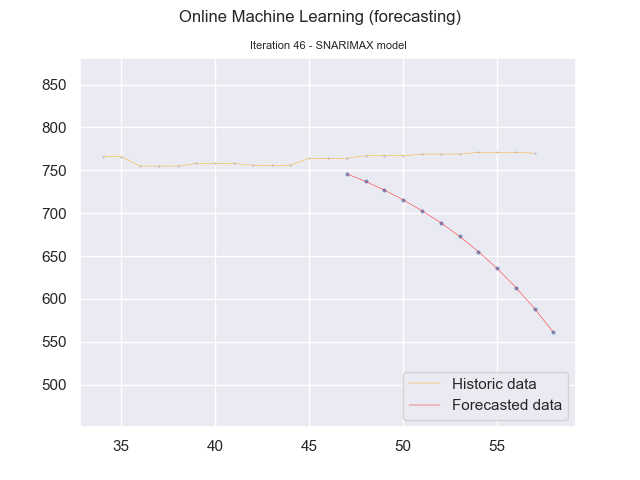 Online Machine Learning (forecasting)
Iteration 46 - SNARIMAX model
850
800
750
700
650
600
550
500
Historic data
Forecasted data
35 40 45 50 55